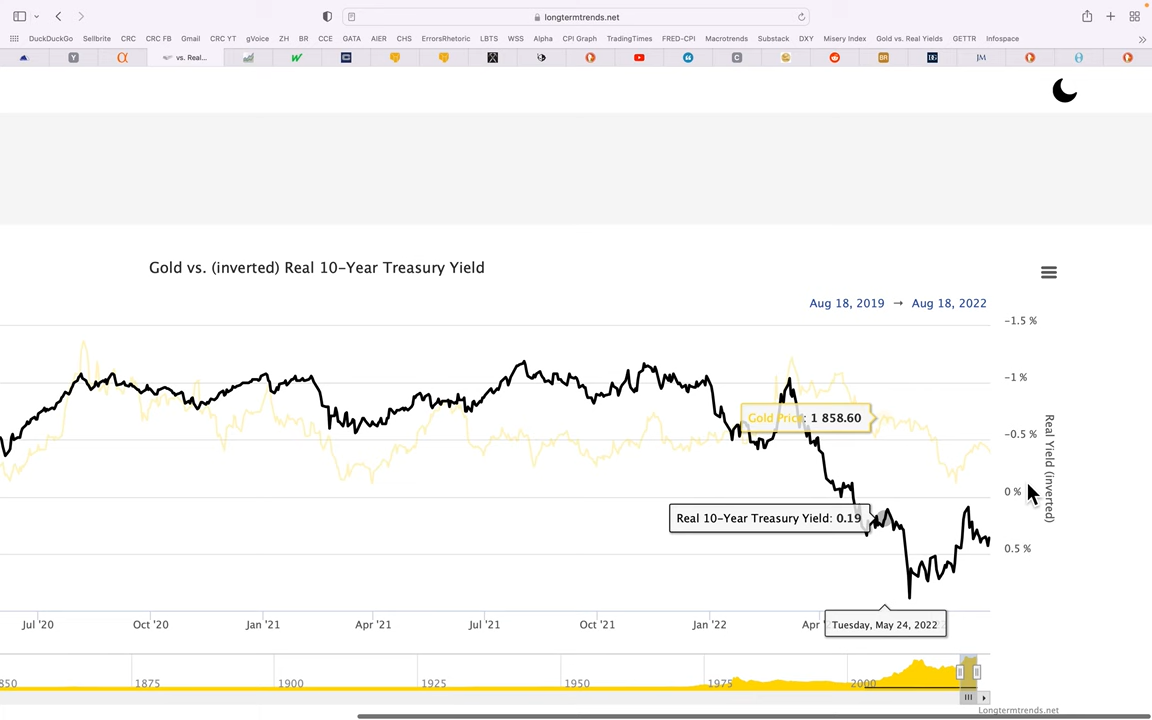 longtermtrends.net
DuckDuckGo Sellbrite CRC CRC FB Gmail CRC YT gVoice ZH BR CCE GATA AIER CHS ErrorsRhetoric LBTS WSS Alpha CPI Graph TradingTimes FRED-CPI Macrotrends Substack DXY Misery Index Gold vs. Real Yields GETTR Infospace
Y α vs. Real... W X C BR DG JM
Gold vs. (inverted) Real 10-Year Treasury Yield
Aug 18, 2019 → Aug 18, 2022
-1.5 %
-1 %
Gold Price: 1 858.60
-0.5 %
Real Yield (inverted)
0 %
Real 10-Year Treasury Yield: 0.19
0.5 %
Jul '20 Oct '20 Jan '21 Apr '21 Jul '21 Oct '21 Jan '22 Apr Tuesday, May 24, 2022
850 1875 1900 1925 1950 1975 2000
Longtermtrends.net